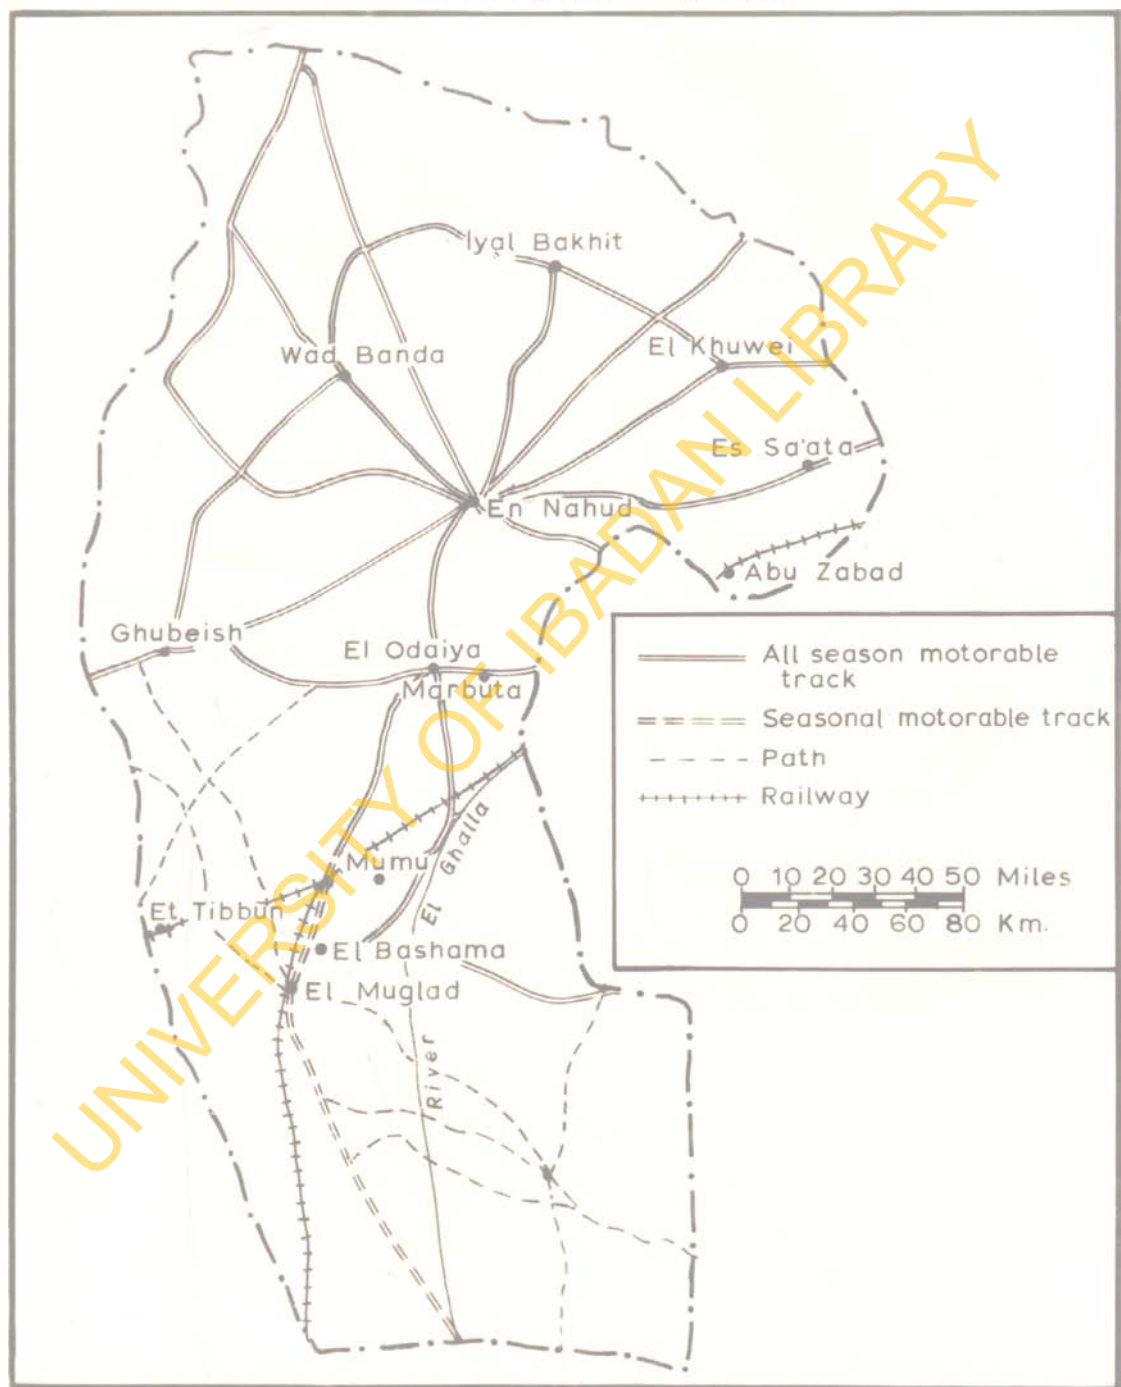 Iyal Bakhit
El Khuwei
Wad Banda
Es Sa'ata
En Nahud
Abu Zabad
Ghubeish
El Odaiya
Marbuta
All season motorable
track
Seasonal motorable track
Path
Railway
0 10 20 30 40 50 Miles
0 20 40 60 80 Km.
Mumu
El Ghalla
Et Tibbun
El Bashama
El Muglad
River
UNIVERSITY OF IBADAN LIBRARY